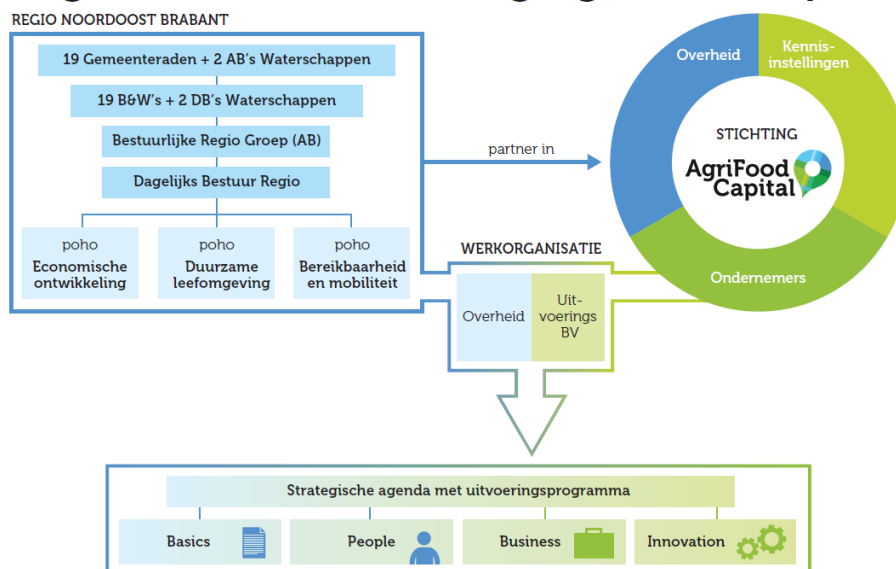 REGIO NOORDOOST BRABANT
19 Gemeenteraden + 2 AB's Waterschappen
19 B&W's + 2 DB's Waterschappen
Bestuurlijke Regio Groep (AB)
Dagelijks Bestuur Regio
poho
Economische
ontwikkeling
poho
Duurzame
leefomgeving
poho
Bereikbaarheid
en mobiliteit
partner in
Overheid
Kennis-
instellingen
STICHTING
AgriFood
Capital
Ondernemers
WERKORGANISATIE
Overheid
Uit-
voerings
BV
Strategische agenda met uitvoeringsprogramma
Basics
People
Business
Innovation